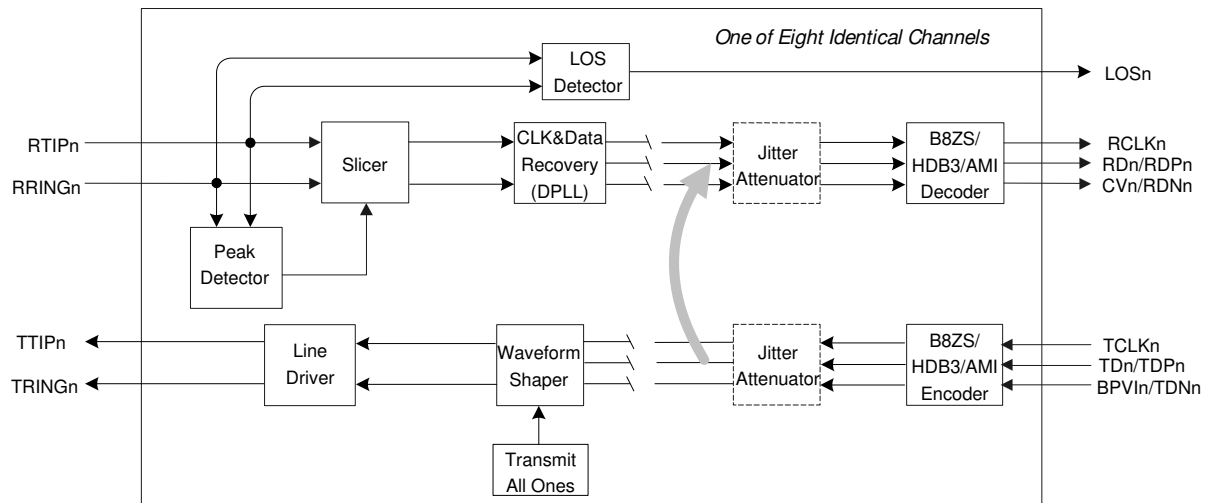 One of Eight Identical Channels
LOS
Detector
LOSn
RTIPn
RRINGn
Slicer
CLK&Data
Recovery
(DPLL)
Jitter
Attenuator
B8ZS/
HDB3/AMI
Decoder
RCLKn
RDn/RDPn
CVn/RDNn
Peak
Detector
TTIPn
TRINGn
Line
Driver
Waveform
Shaper
Jitter
Attenuator
B8ZS/
HDB3/AMI
Encoder
TCLKn
TDn/TDPn
BPVIn/TDNn
Transmit
All Ones